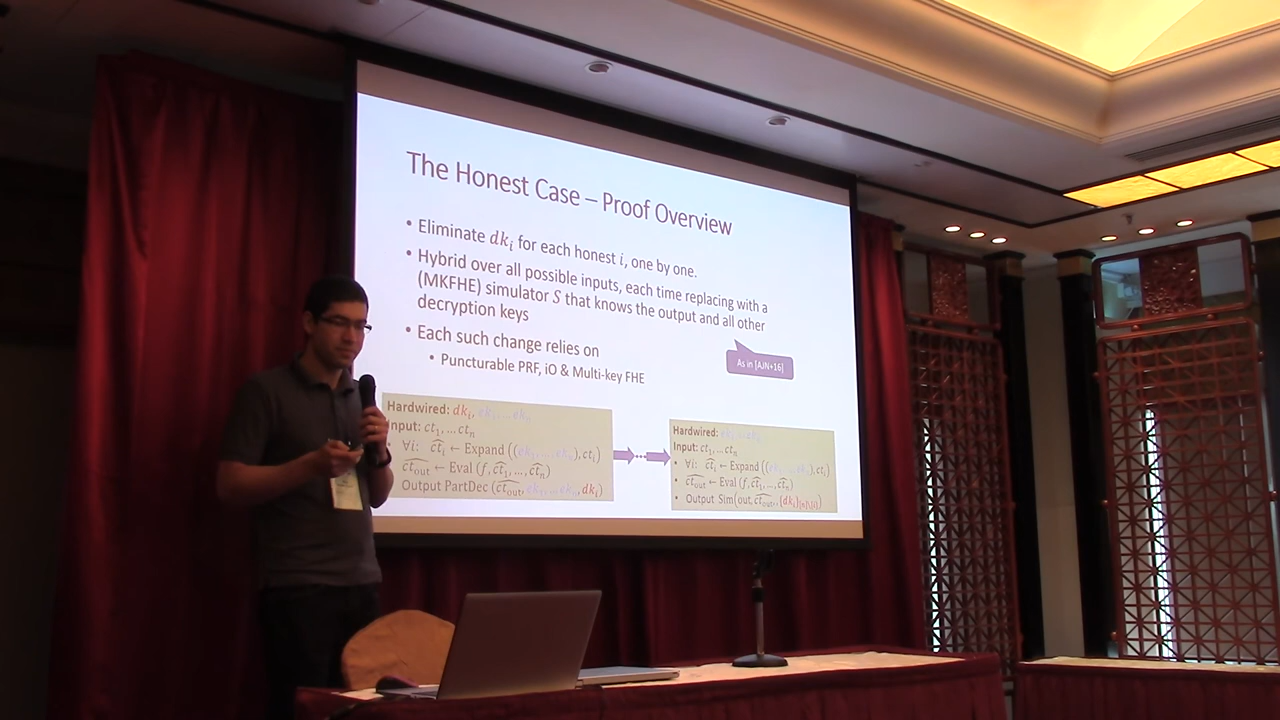 The Honest Case – Proof Overview
• Eliminate dkᵢ for each honest i, one by one.
• Hybrid over all possible inputs, each time replacing with a
(MKFHE) simulator S that knows the output and all other
decryption keys
• Each such change relies on
• Puncturable PRF, iO & Multi-key FHE
As in [AJN+16]
Hardwired: dkᵢ, ek₁, … ekₙ
Input: ct₁, … ctₙ
• ∀i: ĉtᵢ ← Expand ((ek₁, … ekₙ), ctᵢ)
ĉt_out ← Eval (f, ĉt₁, … , ĉtₙ)
Output PartDec (ĉt_out, ek₁, … ekₙ, dkᵢ)
Hardwired:
Input: ct₁, … ctₙ
• ∀i: ĉtᵢ ← Expand ((ek₁, … ekₙ), ctᵢ)
• ĉt_out ← Eval (f, ĉt₁, … , ĉtₙ)
• Output Sim(out, ĉt_out, {dkᵢ}[n]\{i})